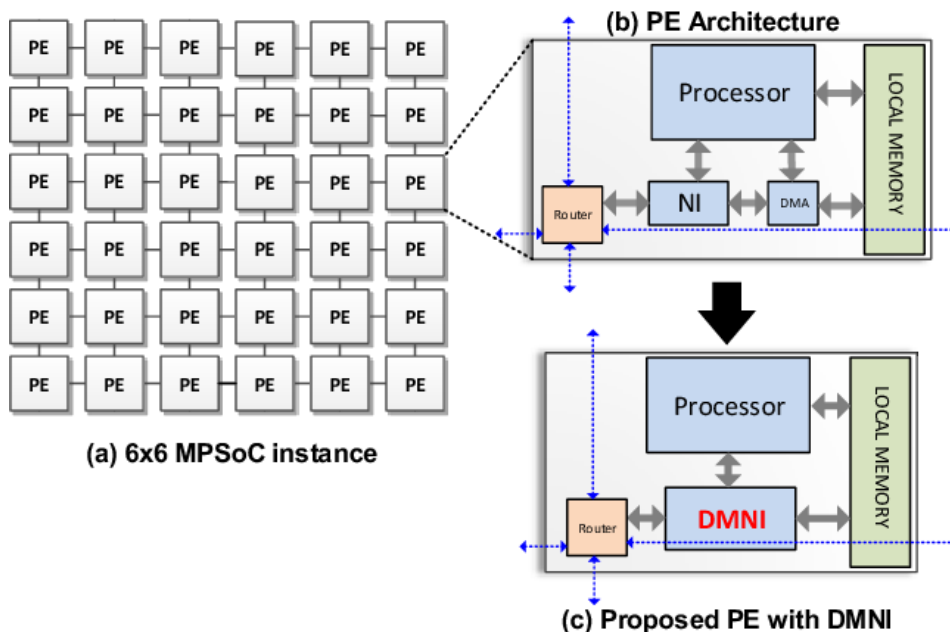 PE PE PE PE PE PE
PE PE PE PE PE PE
PE PE PE PE PE PE
PE PE PE PE PE PE
PE PE PE PE PE PE
PE PE PE PE PE PE
(a) 6x6 MPSoC instance
(b) PE Architecture
Processor
LOCAL MEMORY
Router
NI
DMA
Processor
LOCAL MEMORY
Router
DMNI
(c) Proposed PE with DMNI